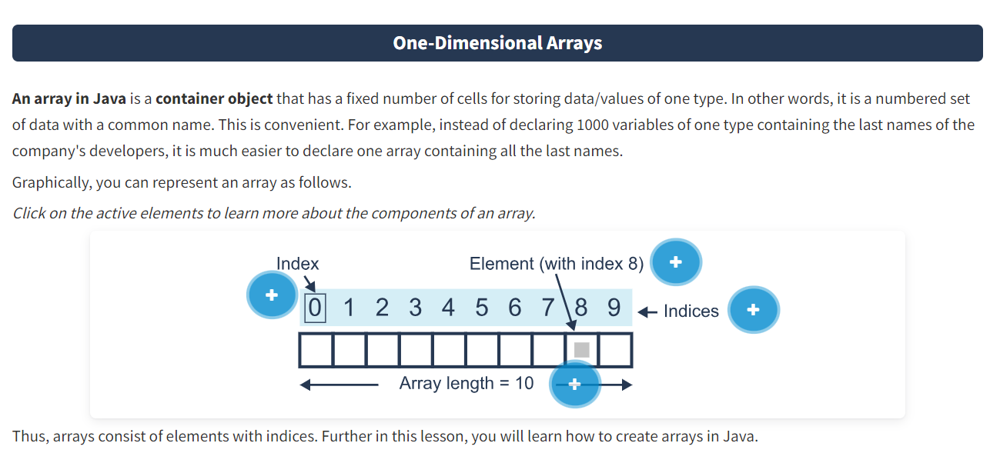 One-Dimensional Arrays
An array in Java is a container object that has a fixed number of cells for storing data/values of one type. In other words, it is a numbered set
of data with a common name. This is convenient. For example, instead of declaring 1000 variables of one type containing the last names of the
company's developers, it is much easier to declare one array containing all the last names.
Graphically, you can represent an array as follows.
Click on the active elements to learn more about the components of an array.
Index
Element (with index 8)
0 1 2 3 4 5 6 7 8 9
Indices
Array length = 10
Thus, arrays consist of elements with indices. Further in this lesson, you will learn how to create arrays in Java.